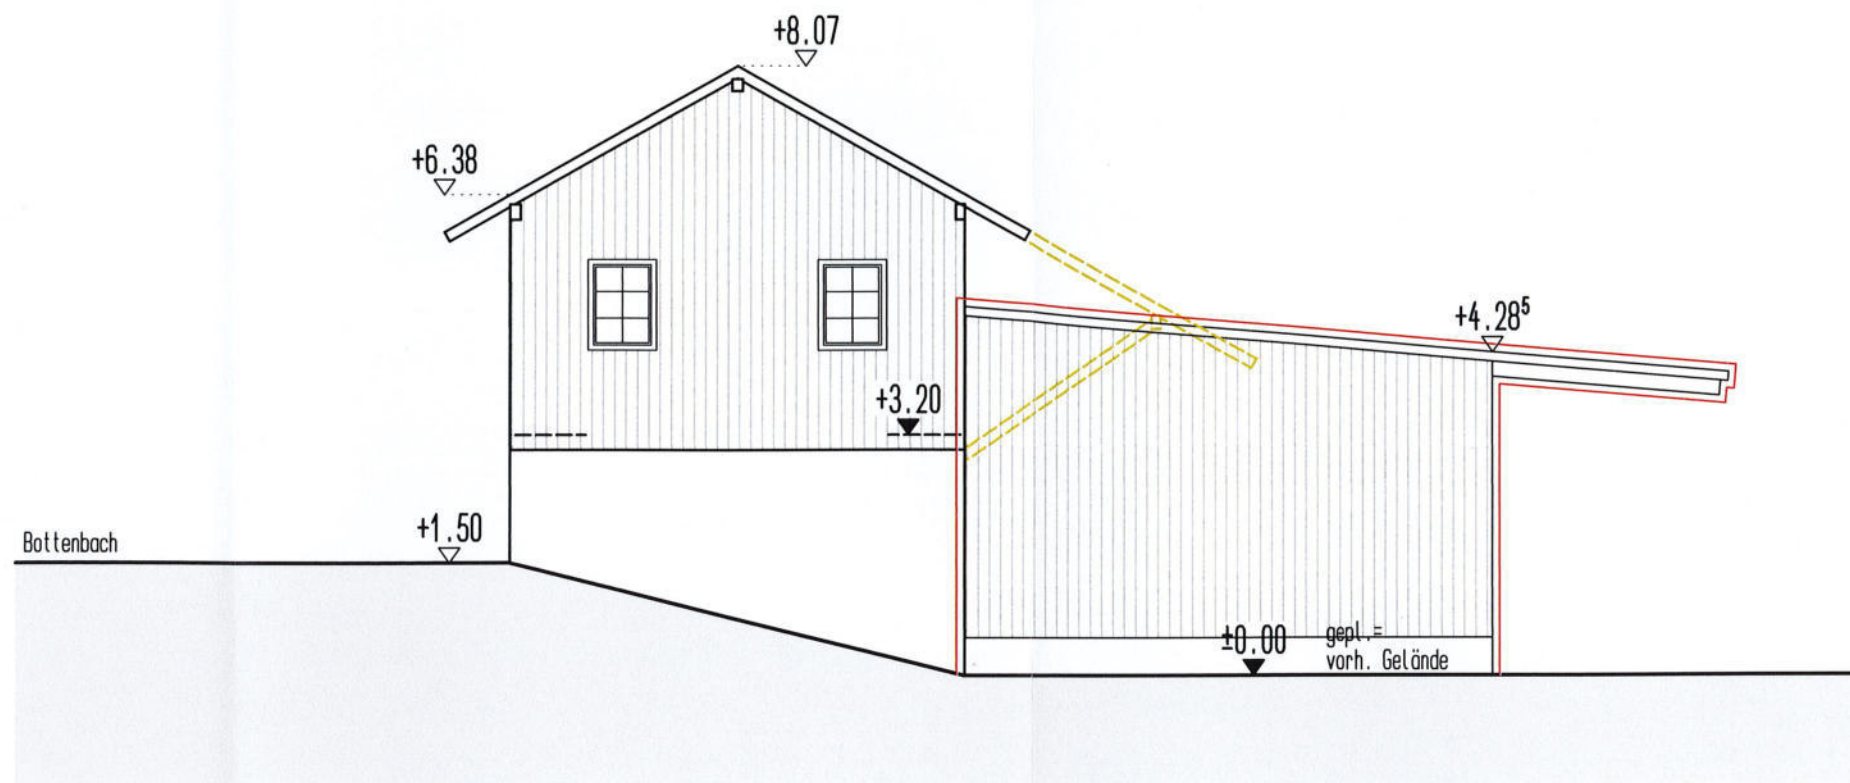 +8.07
+6.38
+4.28⁵
+3.20
+1.50
Bottenbach
±0.00
gepl.=
vorh. Gelände